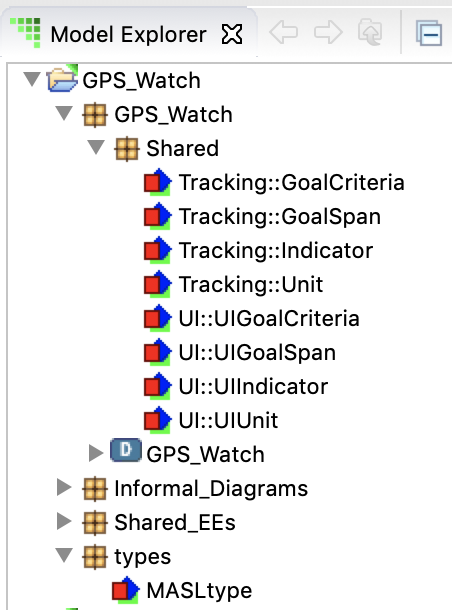 Model Explorer
GPS_Watch
GPS_Watch
Shared
Tracking::GoalCriteria
Tracking::GoalSpan
Tracking::Indicator
Tracking::Unit
UI::UIGoalCriteria
UI::UIGoalSpan
UI::UIIndicator
UI::UIUnit
D GPS_Watch
Informal_Diagrams
Shared_EEs
types
MASLtype